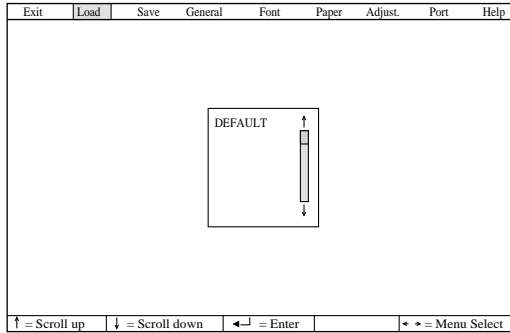 Exit Load Save General Font Paper Adjust. Port Help
DEFAULT
↑
↓
↑ = Scroll up ↓ = Scroll down ◄┘ = Enter ← → = Menu Select